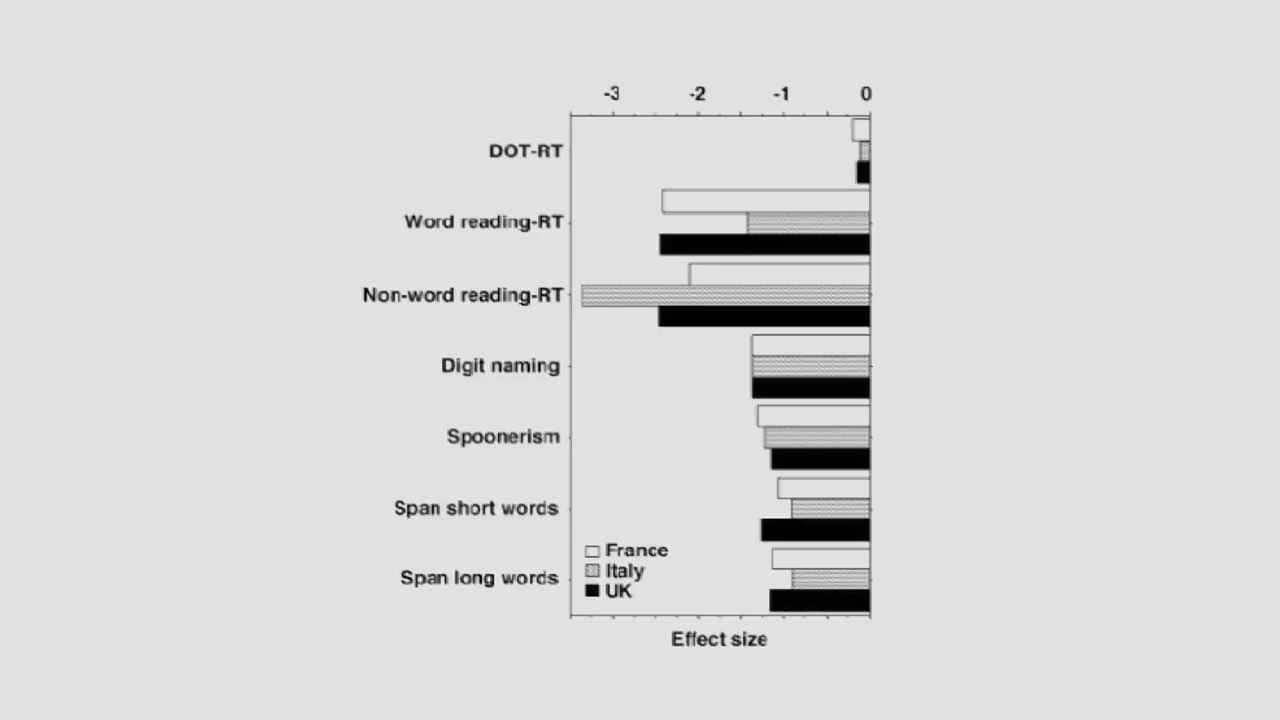 -3 -2 -1 0
DOT-RT
Word reading-RT
Non-word reading-RT
Digit naming
Spoonerism
Span short words
Span long words
France
Italy
UK
Effect size